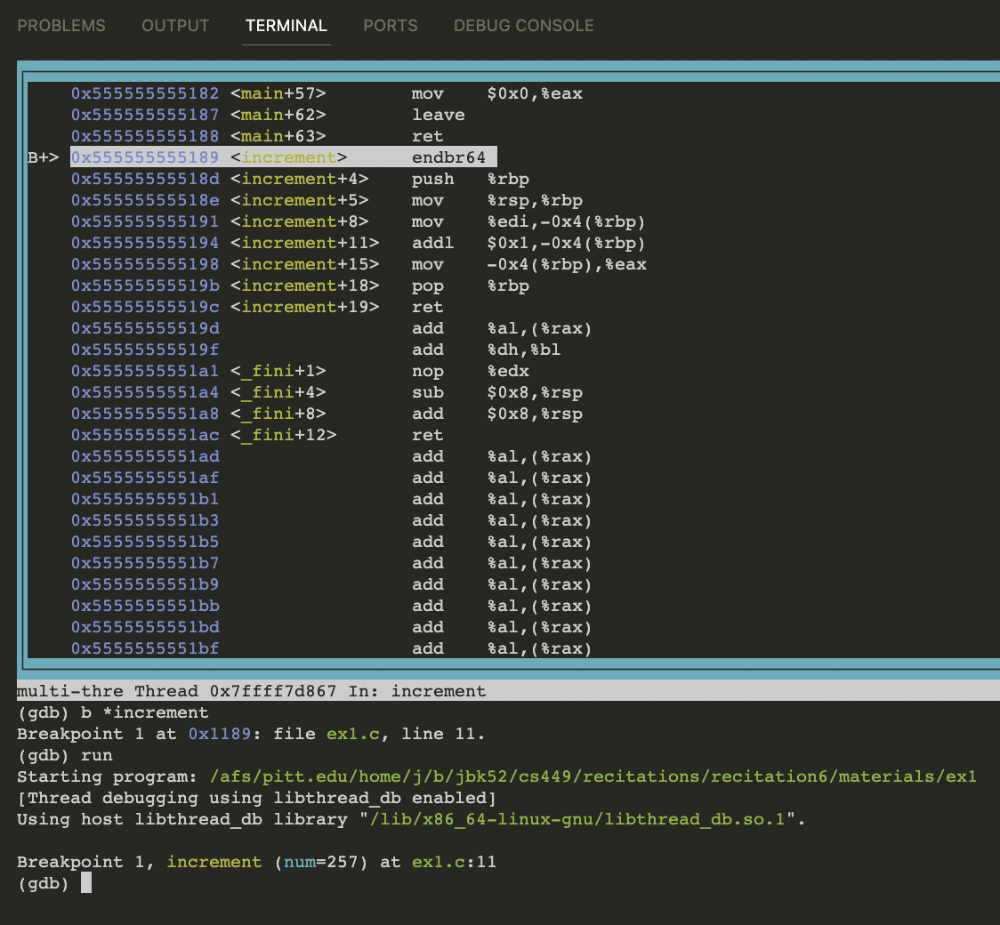 PROBLEMS OUTPUT TERMINAL PORTS DEBUG CONSOLE
0x555555555182 <main+57> mov $0x0,%eax
0x555555555187 <main+62> leave
0x555555555188 <main+63> ret
B+> 0x555555555189 <increment> endbr64
0x55555555518d <increment+4> push %rbp
0x55555555518e <increment+5> mov %rsp,%rbp
0x555555555191 <increment+8> mov %edi,-0x4(%rbp)
0x555555555194 <increment+11> addl $0x1,-0x4(%rbp)
0x555555555198 <increment+15> mov -0x4(%rbp),%eax
0x55555555519b <increment+18> pop %rbp
0x55555555519c <increment+19> ret
0x55555555519d add %al,(%rax)
0x55555555519f add %dh,%bl
0x5555555551a1 <_fini+1> nop %edx
0x5555555551a4 <_fini+4> sub $0x8,%rsp
0x5555555551a8 <_fini+8> add $0x8,%rsp
0x5555555551ac <_fini+12> ret
0x5555555551ad add %al,(%rax)
0x5555555551af add %al,(%rax)
0x5555555551b1 add %al,(%rax)
0x5555555551b3 add %al,(%rax)
0x5555555551b5 add %al,(%rax)
0x5555555551b7 add %al,(%rax)
0x5555555551b9 add %al,(%rax)
0x5555555551bb add %al,(%rax)
0x5555555551bd add %al,(%rax)
0x5555555551bf add %al,(%rax)
multi-thre Thread 0x7ffff7d867 In: increment
(gdb) b *increment
Breakpoint 1 at 0x1189: file ex1.c, line 11.
(gdb) run
Starting program: /afs/pitt.edu/home/j/b/jbk52/cs449/recitations/recitation6/materials/ex1
[Thread debugging using libthread_db enabled]
Using host libthread_db library "/lib/x86_64-linux-gnu/libthread_db.so.1".
Breakpoint 1, increment (num=257) at ex1.c:11
(gdb)